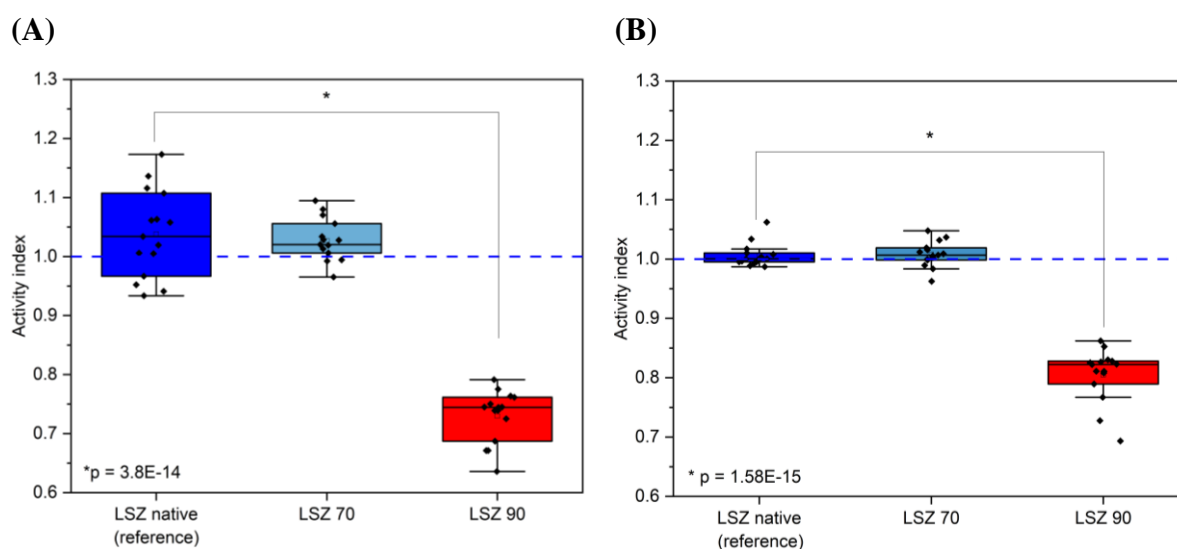 (A)
1.3
1.2
1.1
1.0
0.9
0.8
0.7
0.6
Activity index
*
*p = 3.8E-14
LSZ native
(reference)
LSZ 70
LSZ 90
(B)
1.3
1.2
1.1
1.0
0.9
0.8
0.7
0.6
Activity index
*
* p = 1.58E-15
LSZ native
(reference)
LSZ 70
LSZ 90